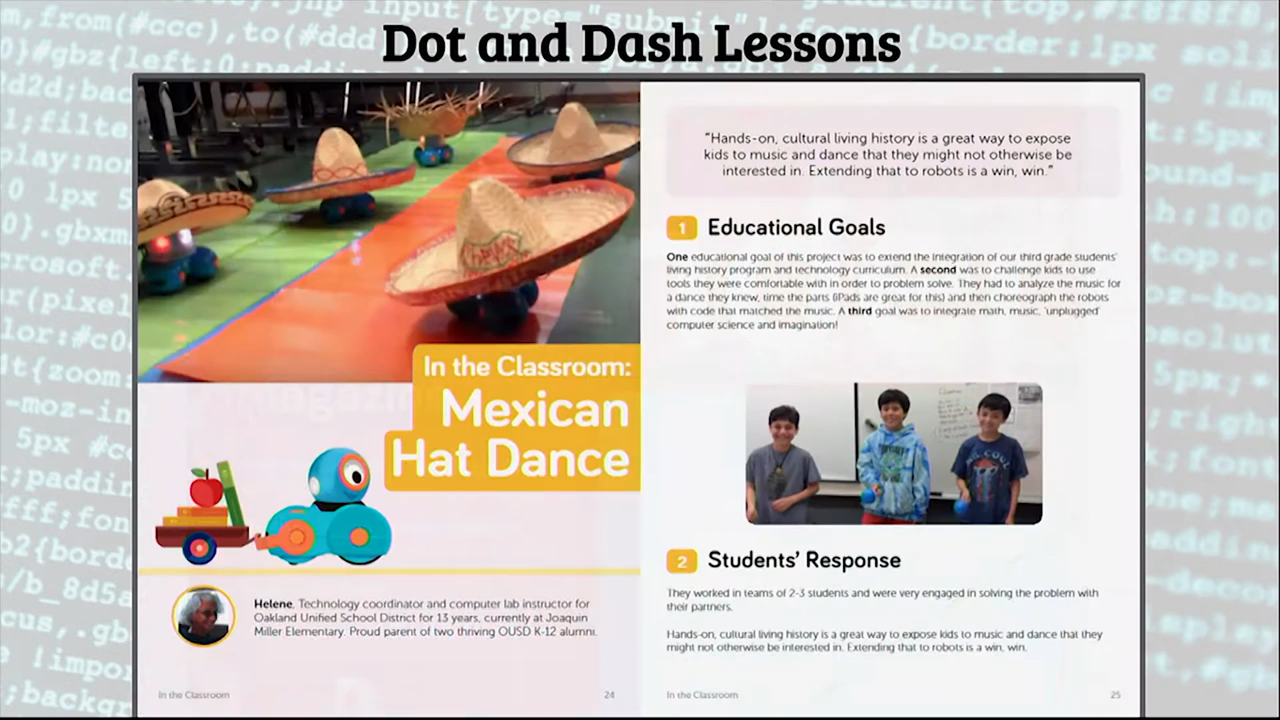 Dot and Dash Lessons
In the Classroom:
Mexican
Hat Dance
Helene, Technology coordinator and computer lab instructor for
Oakland Unified School District for 13 years, currently at Joaquin
Miller Elementary. Proud parent of two thriving OUSD K-12 alumni.
In the Classroom
24
"Hands-on, cultural living history is a great way to expose
kids to music and dance that they might not otherwise be
interested in. Extending that to robots is a win, win."
1 Educational Goals
One educational goal of this project was to extend the integration of our third grade students'
living history program and technology curriculum. A second was to challenge kids to use
tools they were comfortable with in order to problem solve. They had to analyze the music for
a dance they knew, time the parts (iPads are great for this) and then choreograph the robots
with code that matched the music. A third goal was to integrate math, music, 'unplugged'
computer science and imagination!
2 Students' Response
They worked in teams of 2-3 students and were very engaged in solving the problem with
their partners.
Hands-on, cultural living history is a great way to expose kids to music and dance that they
might not otherwise be interested in. Extending that to robots is a win, win.
In the Classroom
25